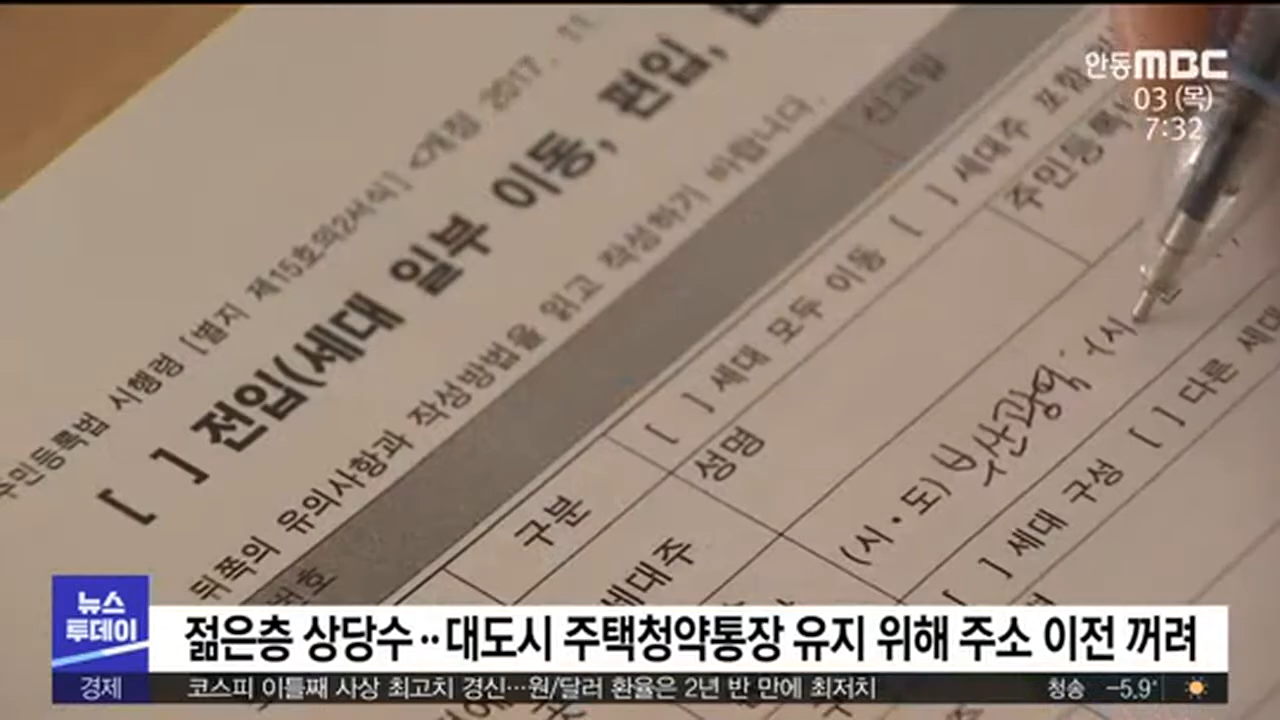 안동MBC
03 (목)
7:32
주민등록법 시행령 [별지 제15호의2서식] <개정 2017. 11.
[ ] 전입(세대 일부 이동, 편입,
뒤쪽의 유의사항과 작성방법을 읽고 작성하기 바랍니다.
신고일
구분
[ ] 세대 모두 이동 [ ] 세대주 포함
성명
주민등록
세대주
(시·도) 부산광역 (시
[ ] 세대 구성 [ ] 다른 세대
뉴스
투데이
젊은층 상당수··대도시 주택청약통장 유지 위해 주소 이전 꺼려
경제
코스피 이틀째 사상 최고치 경신…원/달러 환율은 2년 반 만에 최저치
청송 -5.9°